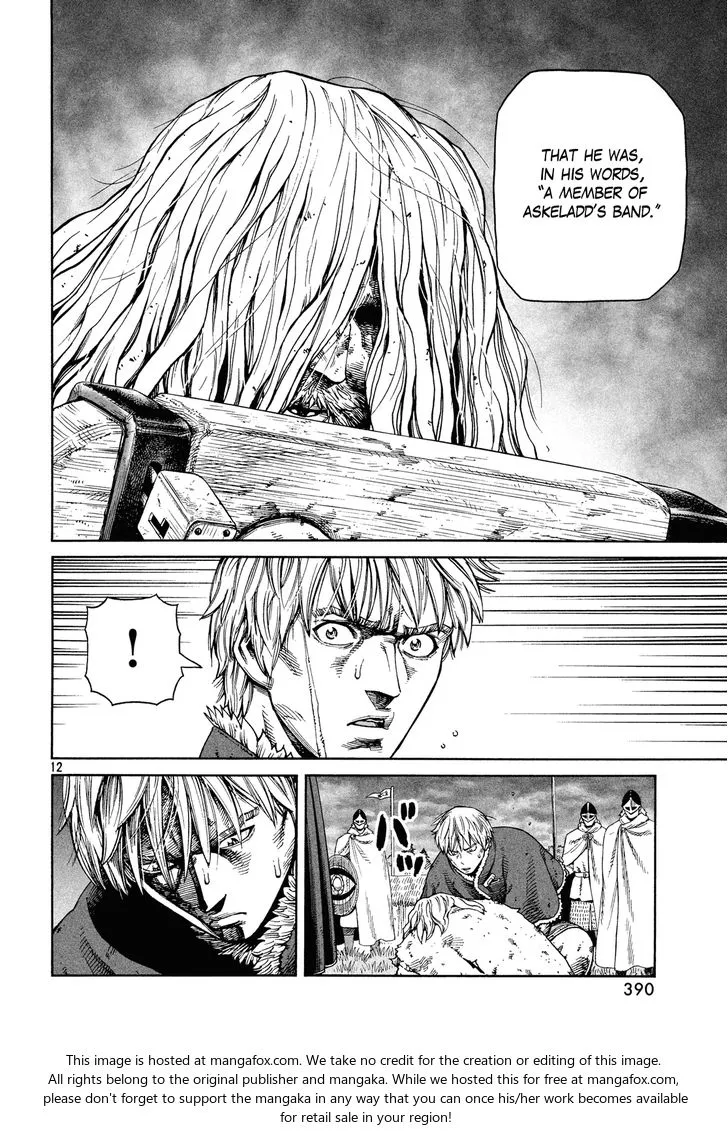 THAT HE WAS,
IN HIS WORDS,
"A MEMBER OF
ASKELADD'S BAND."
!
12
バ
バッ
390
This image is hosted at mangafox.com. We take no credit for the creation or editing of this image.
All rights belong to the original publisher and mangaka. While we hosted this for free at mangafox.com,
please don't forget to support the mangaka in any way that you can once his/her work becomes available
for retail sale in your region!